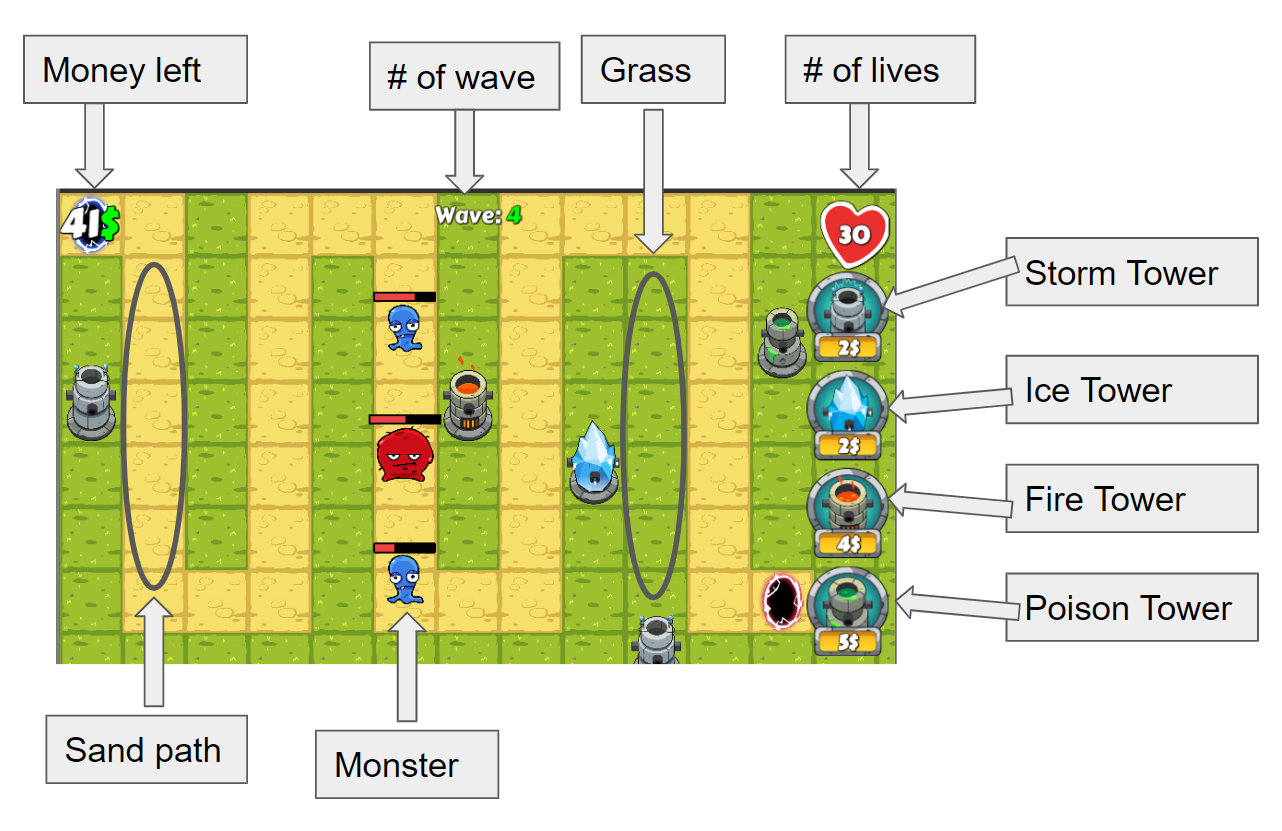 Money left
# of wave
Grass
# of lives
41$
Wave: 4
30
Storm Tower
2$
Ice Tower
2$
Fire Tower
4$
Poison Tower
5$
Sand path
Monster